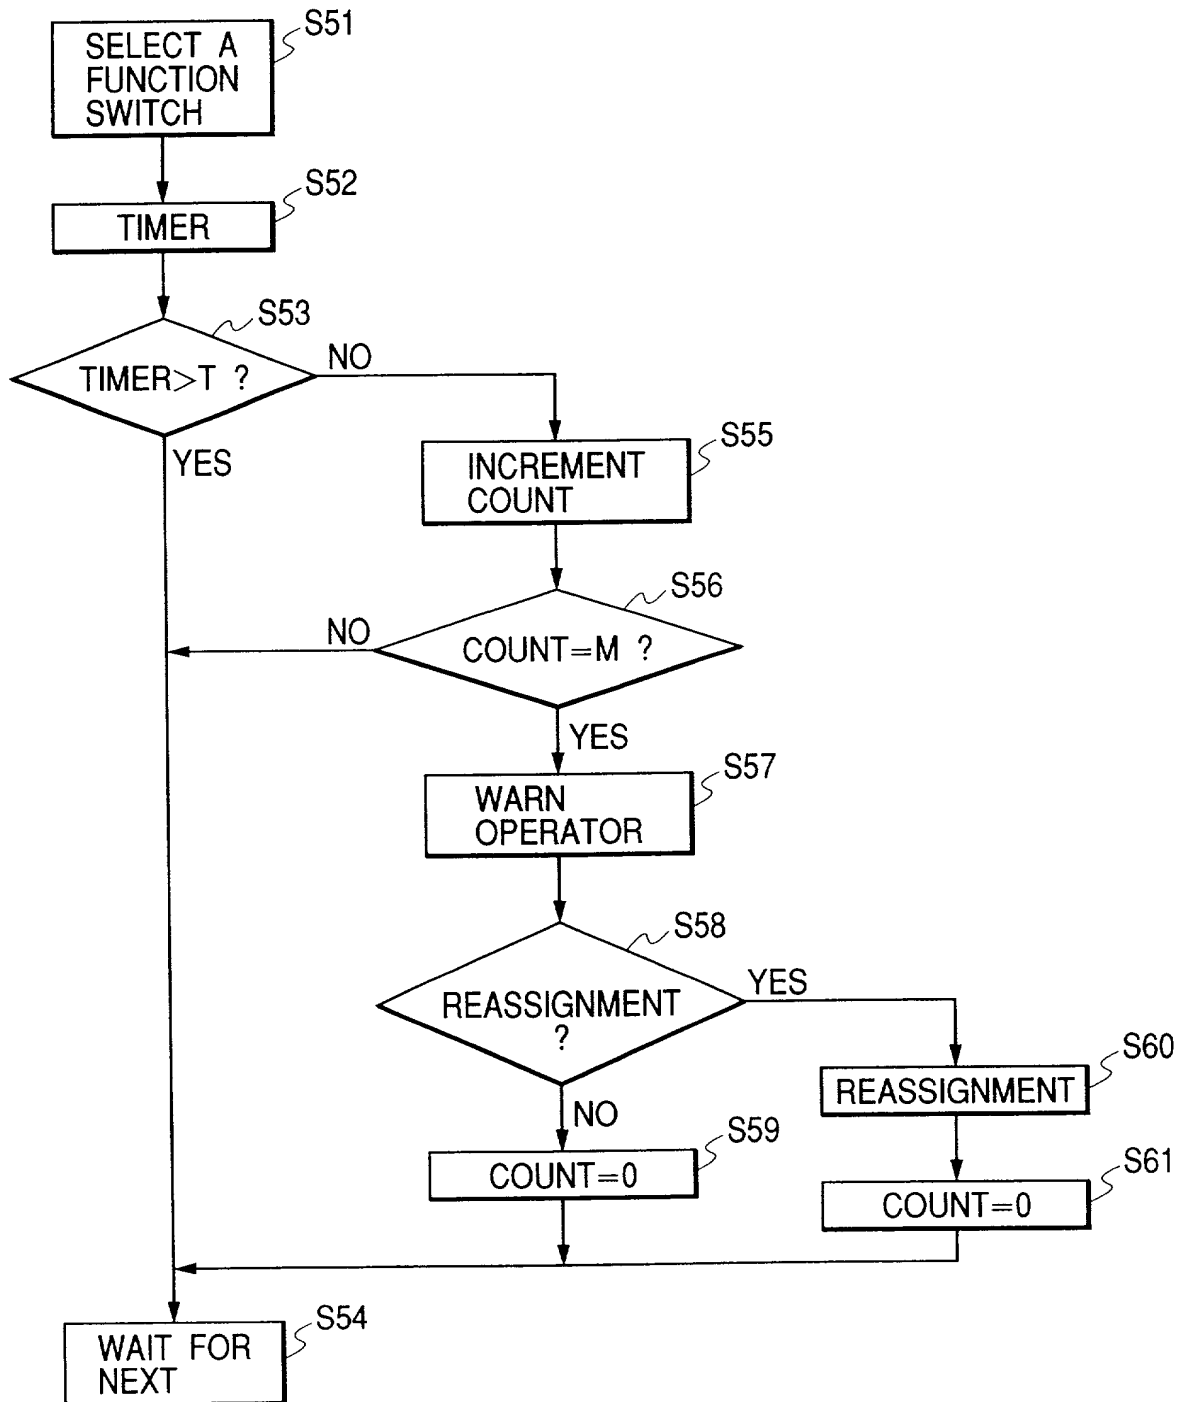 S51
SELECT A
FUNCTION
SWITCH
S52
TIMER
S53
TIMER>T ?
NO
YES
S55
INCREMENT
COUNT
S56
COUNT=M ?
NO
YES
S57
WARN
OPERATOR
S58
REASSIGNMENT
?
YES
NO
S60
REASSIGNMENT
S59
COUNT=0
S61
COUNT=0
S54
WAIT FOR
NEXT